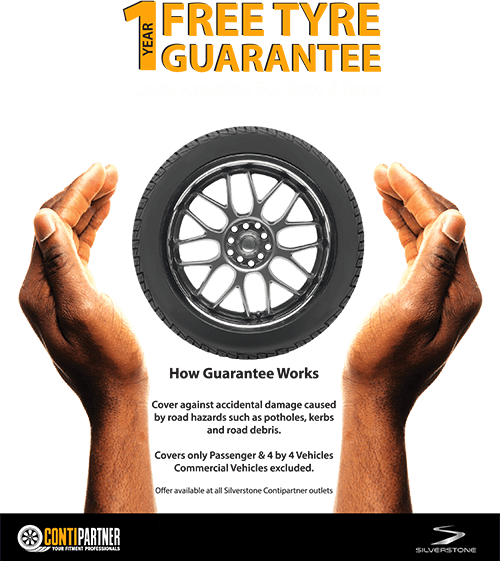 1 YEAR FREE TYRE
GUARANTEE
How Guarantee Works
Cover against accidental damage caused
by road hazards such as potholes, kerbs
and road debris.
Covers only Passenger & 4 by 4 Vehicles
Commercial Vehicles excluded.
Offer available at all Silverstone Contipartner outlets
CONTIPARTNER
YOUR FITMENT PROFESSIONALS
SILVERSTONE